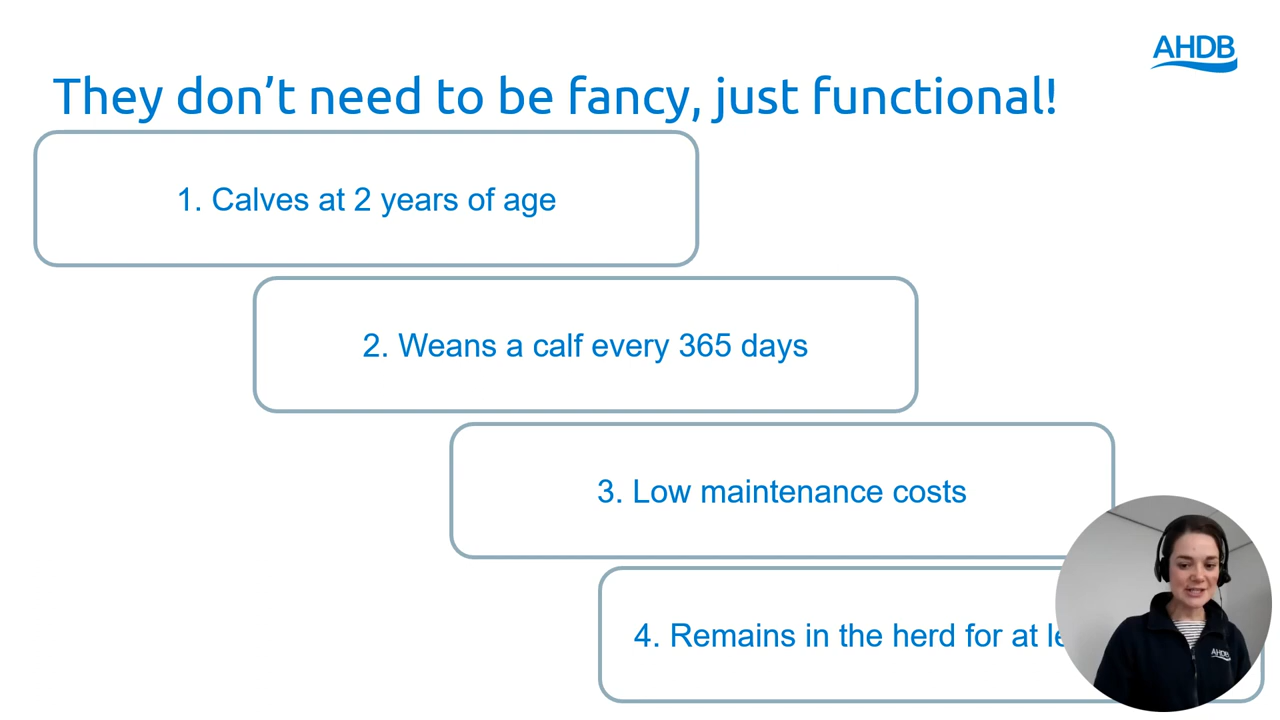 AHDB
They don’t need to be fancy, just functional!
1. Calves at 2 years of age
2. Weans a calf every 365 days
3. Low maintenance costs
4. Remains in the herd for at
AHDB